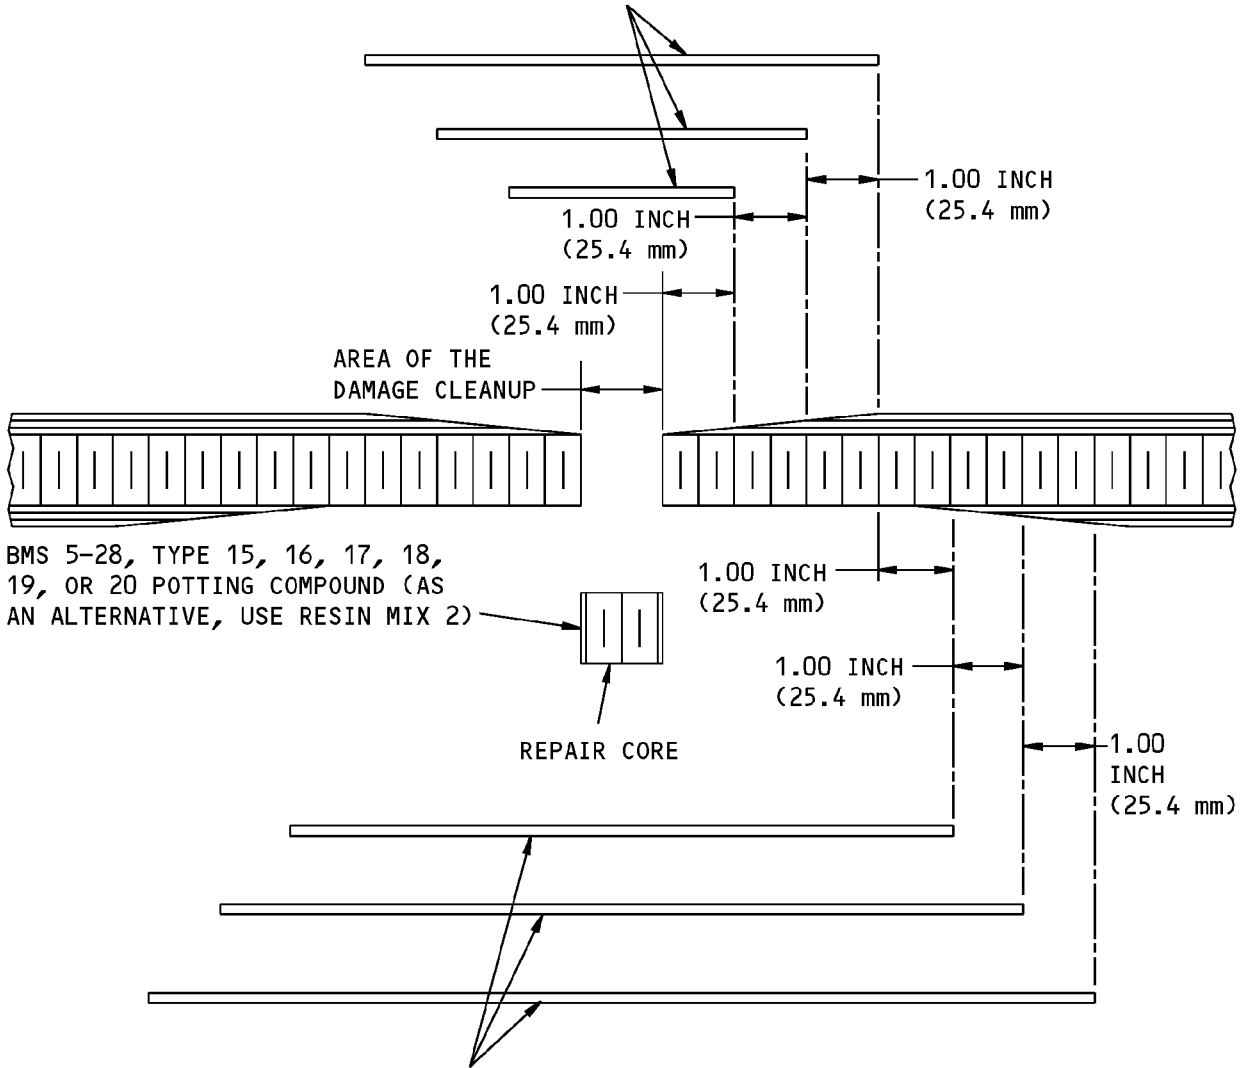 1.00 INCH
(25.4 mm)
1.00 INCH
(25.4 mm)
1.00 INCH
(25.4 mm)
AREA OF THE
DAMAGE CLEANUP
BMS 5-28, TYPE 15, 16, 17, 18,
19, OR 20 POTTING COMPOUND (AS
AN ALTERNATIVE, USE RESIN MIX 2)
1.00 INCH
(25.4 mm)
1.00 INCH
(25.4 mm)
REPAIR CORE
1.00
INCH
(25.4 mm)